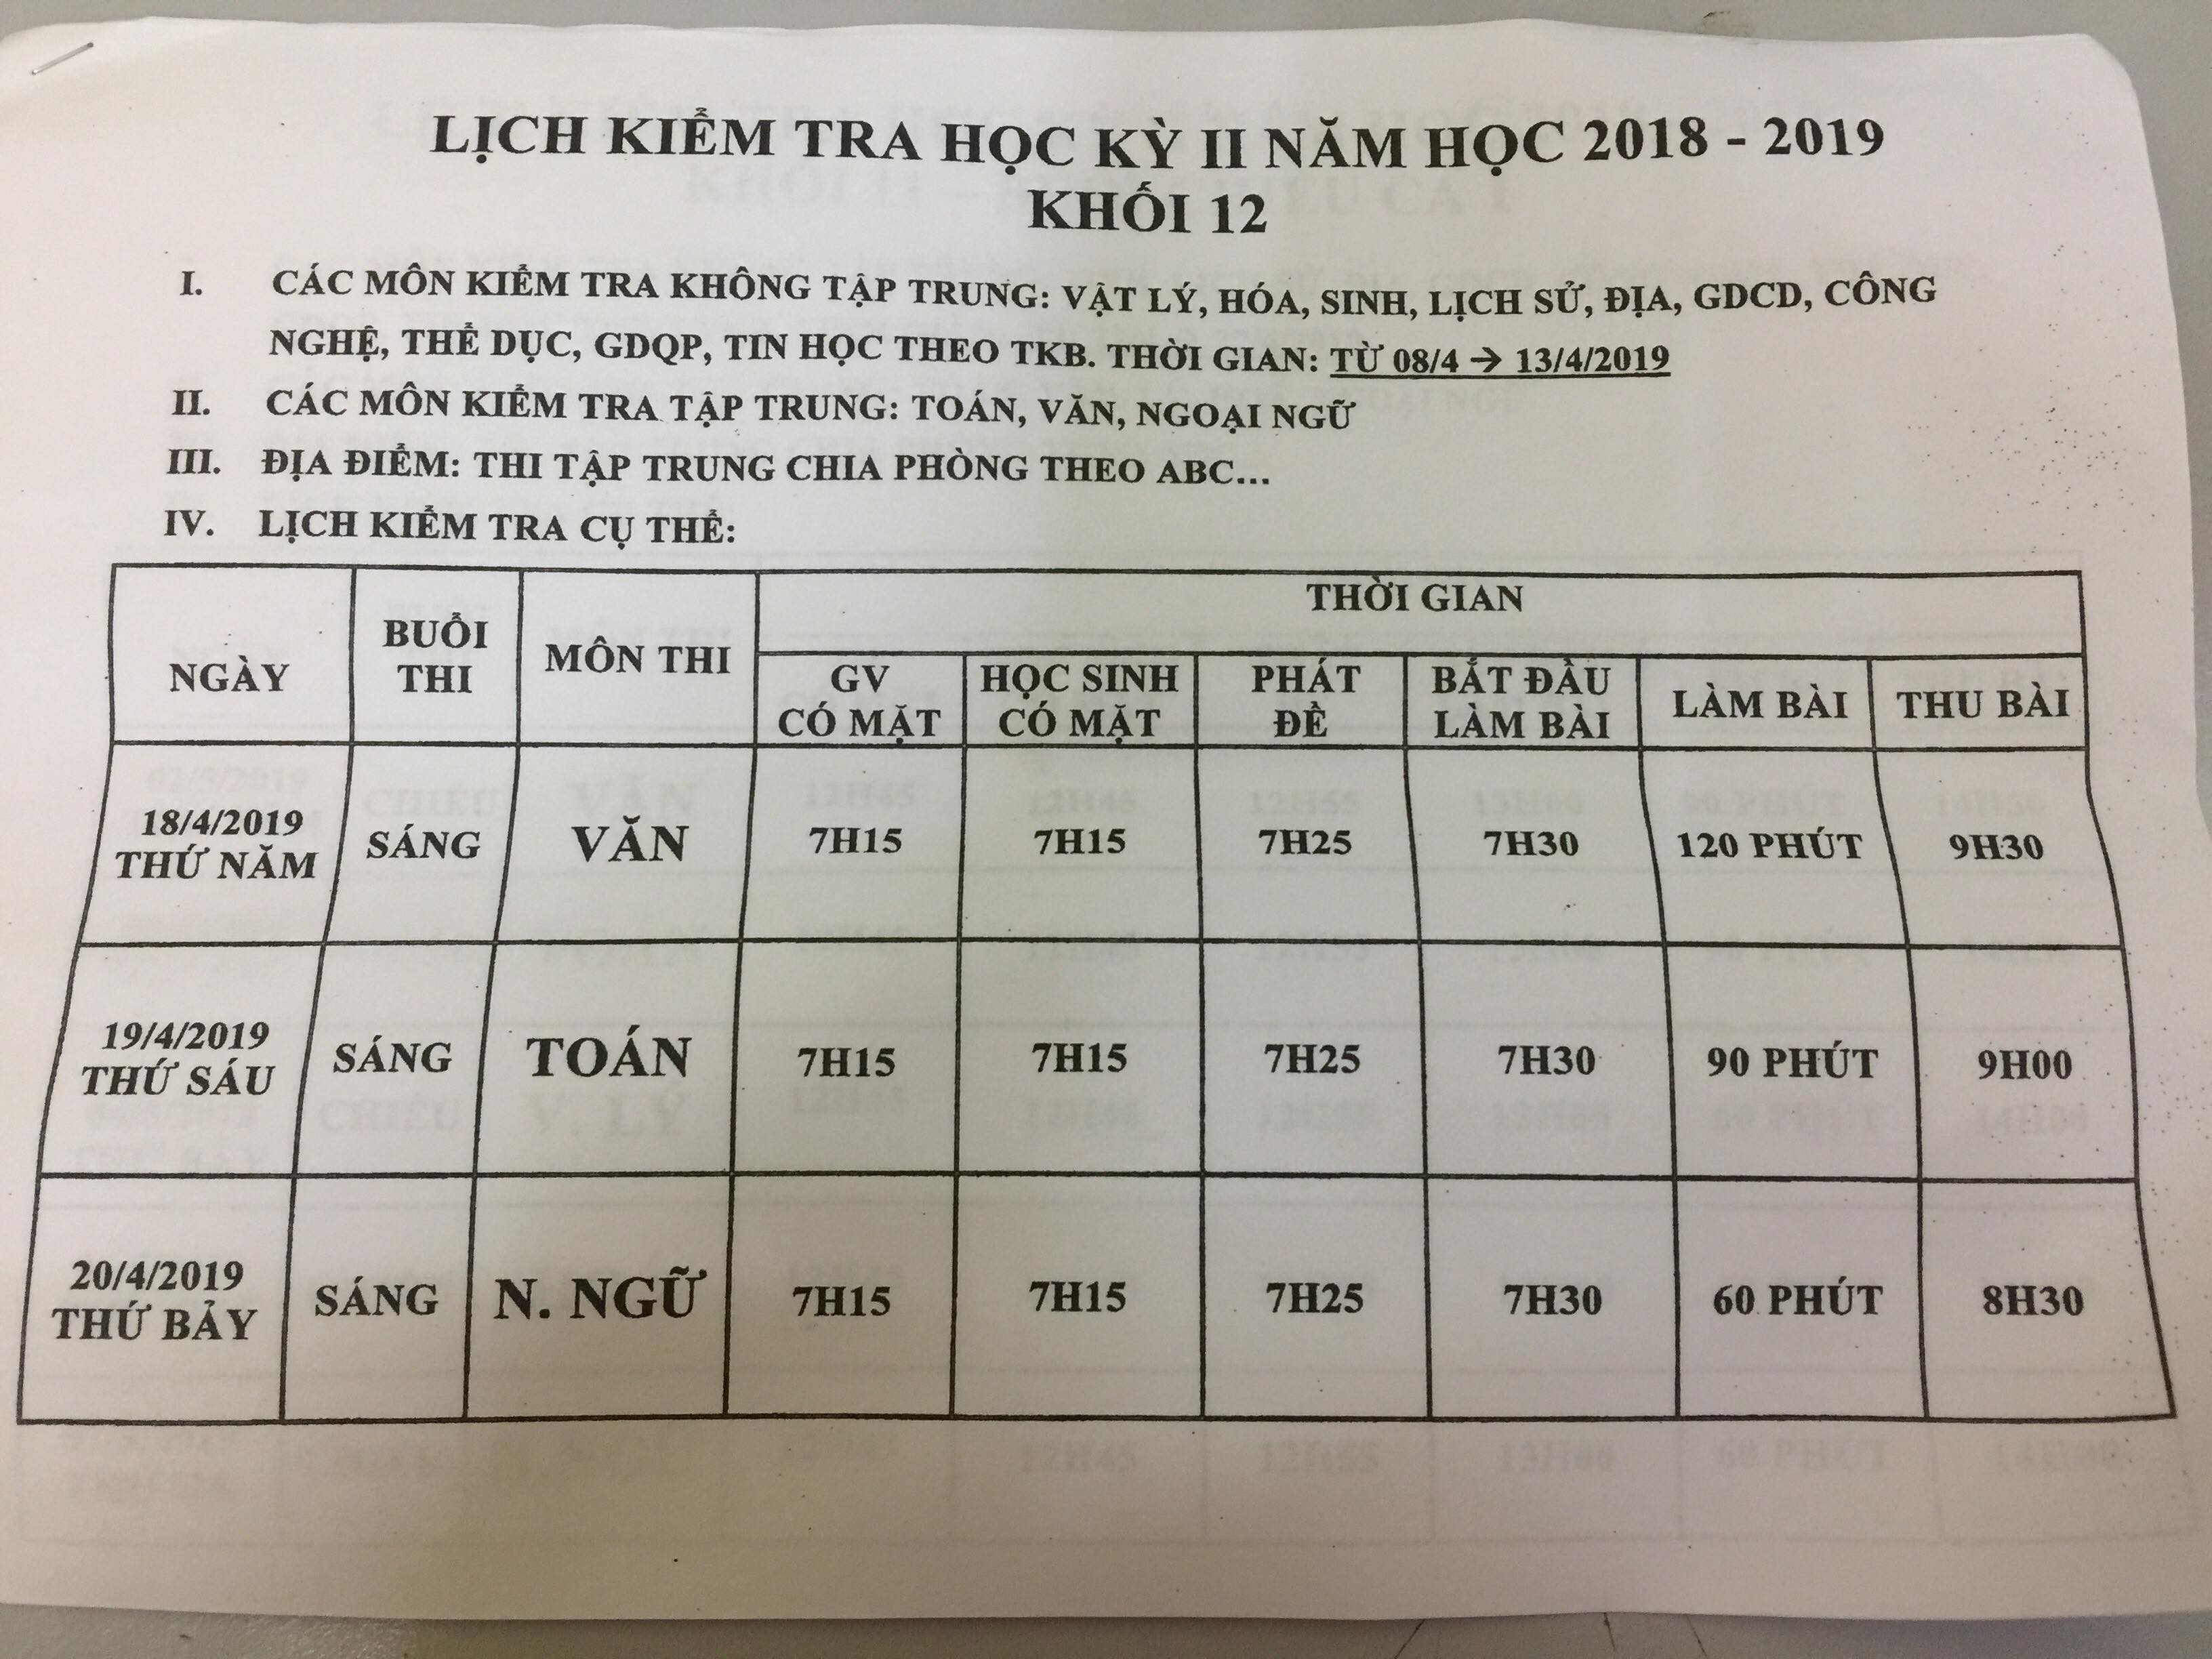 LỊCH KIỂM TRA HỌC KỲ II NĂM HỌC 2018 - 2019
KHỐI 12
I. CÁC MÔN KIỂM TRA KHÔNG TẬP TRUNG: VẬT LÝ, HÓA, SINH, LỊCH SỬ, ĐỊA, GDCD, CÔNG
NGHỆ, THỂ DỤC, GDQP, TIN HỌC THEO TKB. THỜI GIAN: TỪ 08/4 → 13/4/2019
II. CÁC MÔN KIỂM TRA TẬP TRUNG: TOÁN, VĂN, NGOẠI NGỮ
III. ĐỊA ĐIỂM: THI TẬP TRUNG CHIA PHÒNG THEO ABC...
IV. LỊCH KIỂM TRA CỤ THỂ:
NGÀY
BUỔI
THI
MÔN THI
THỜI GIAN
GV
CÓ MẶT
HỌC SINH
CÓ MẶT
PHÁT
ĐỀ
BẮT ĐẦU
LÀM BÀI
LÀM BÀI
THU BÀI
18/4/2019
THỨ NĂM
SÁNG
VĂN
7H15
7H15
7H25
7H30
120 PHÚT
9H30
19/4/2019
THỨ SÁU
SÁNG
TOÁN
7H15
7H15
7H25
7H30
90 PHÚT
9H00
20/4/2019
THỨ BẢY
SÁNG
N. NGỮ
7H15
7H15
7H25
7H30
60 PHÚT
8H30